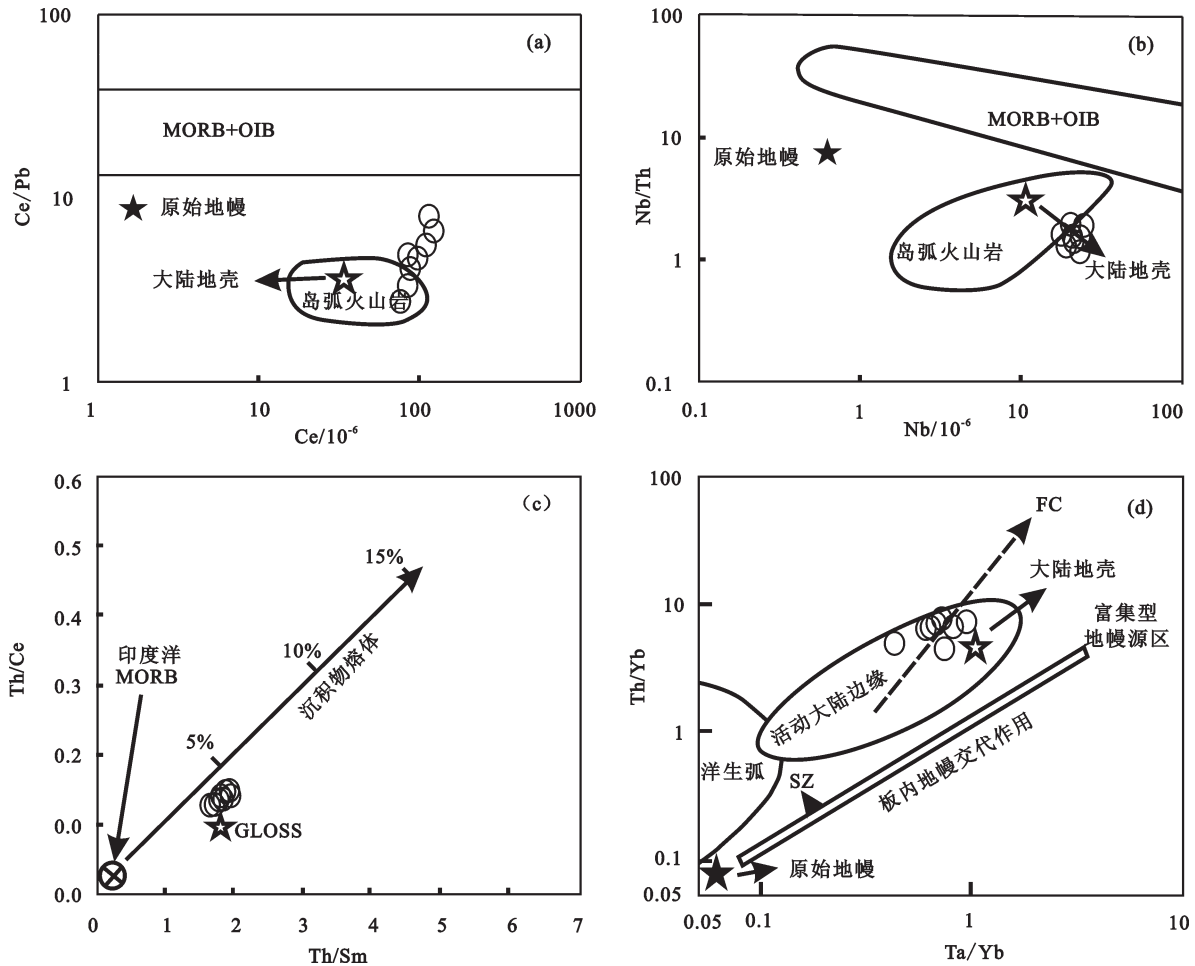 100
(a)
MORB+OIB
Ce/Pb
10
原始地幔
大陆地壳
岛弧火山岩
1
1
10
100
1000
Ce/10⁻⁶
100
(b)
MORB+OIB
10
原始地幔
Nb/Th
岛弧火山岩
1
大陆地壳
0.1
0.1
1
10
100
Nb/10⁻⁶
0.6
(c)
0.5
15%
0.4
10%
印度洋
MORB
沉积物熔体
Th/Ce
0.3
5%
0.2
0.0
GLOSS
0.0
0
1
2
3
4
5
6
7
Th/Sm
100
FC
(d)
大陆地壳
10
富集型
地幔源区
Th/Yb
活动大陆边缘
1
洋生弧
SZ
板内地幔交代作用
0.1
原始地幔
0.05
0.05
0.1
1
10
Ta/Yb